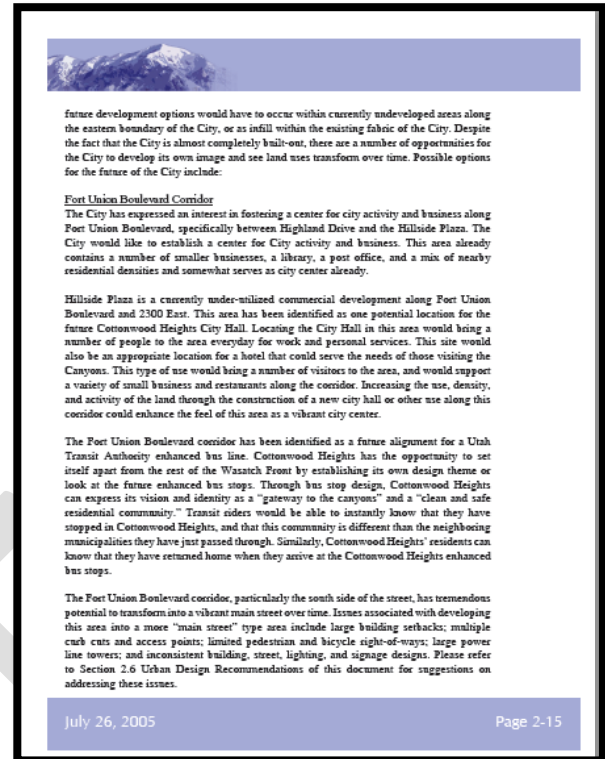 future development options would have to occur within currently undeveloped areas along
the eastern boundary of the City, or as infill within the existing fabric of the City. Despite
the fact that the City is almost completely built-out, there are a number of opportunities for
the City to develop its own image and see land uses transform over time. Possible options
for the future of the City include:
Fort Union Boulevard Corridor
The City has expressed an interest in fostering a center for city activity and business along
Fort Union Boulevard, specifically between Highland Drive and the Hillside Plaza. The
City would like to establish a center for City activity and business. This area already
contains a number of smaller businesses, a library, a post office, and a mix of nearby
residential densities and somewhat serves as city center already.
Hillside Plaza is a currently under-utilized commercial development along Fort Union
Boulevard and 2300 East. This area has been identified as one potential location for the
future Cottonwood Heights City Hall. Locating the City Hall in this area would bring a
number of people to the area everyday for work and personal services. This site would
also be an appropriate location for a hotel that could serve the needs of those visiting the
Canyons. This type of use would bring a number of visitors to the area, and would support
a variety of small business and restaurants along the corridor. Increasing the use, density,
and activity of the land through the construction of a new city hall or other use along this
corridor could enhance the feel of this area as a vibrant city center.
The Fort Union Boulevard corridor has been identified as a future alignment for a Utah
Transit Authority enhanced bus line. Cottonwood Heights has the opportunity to set
itself apart from the rest of the Wasatch Front by establishing its own design theme or
look at the future enhanced bus stops. Through bus stop design, Cottonwood Heights
can express its vision and identity as a “gateway to the canyons” and a “clean and safe
residential community.” Transit riders would be able to instantly know that they have
stopped in Cottonwood Heights, and that this community is different than the neighboring
municipalities they have just passed through. Similarly, Cottonwood Heights’ residents can
know that they have returned home when they arrive at the Cottonwood Heights enhanced
bus stops.
The Fort Union Boulevard corridor, particularly the south side of the street, has tremendous
potential to transform into a vibrant main street over time. Issues associated with developing
this area into a more “main street” type area include large building setbacks; multiple
curb cuts and access points; limited pedestrian and bicycle right-of-ways; large power
line towers; and inconsistent building, street, lighting, and signage designs. Please refer
to Section 2.6 Urban Design Recommendations of this document for suggestions on
addressing these issues.
July 26, 2005
Page 2-15